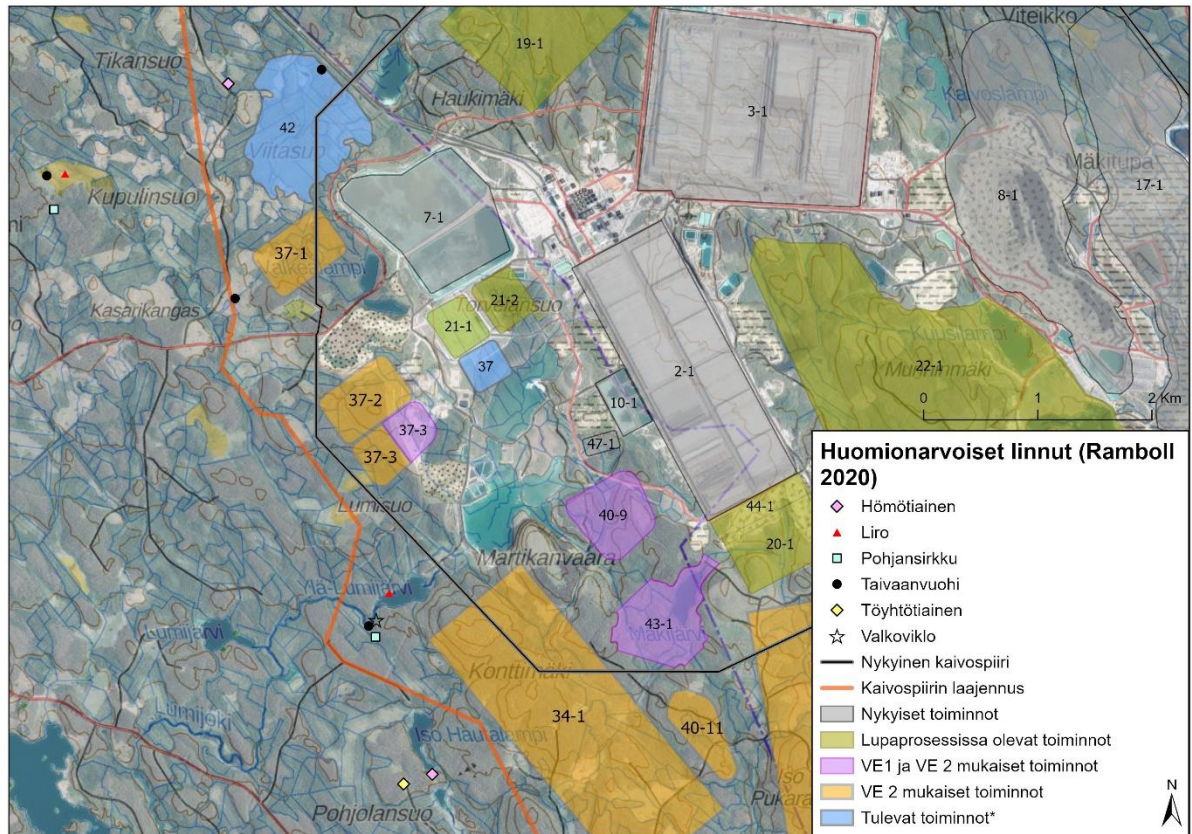 Viteikko
Tikansuo
19-1
Haukimäki
3-1
Kaivoslampi
42
Viitasuo
Mäkitupa
17-1
8-1
Kupulinsuo
7-1
37-1
Kasarikangas
21-2
Torvelansuo
21-1
37
2-1
Kuusilampi
Munninmäki
22-1
37-2
10-1
0 1 2 Km
37-3
47-1
37-3
Lumisuo
40-9
44-1
20-1
Martikanvaara
Ylä-Lumijärvi
43-1
Mäkijärvi
Lumijärvi
Konttimäki
34-1
40-11
Lumijoki
Iso Hautalampi
Iso
Pukara
Pohjolansuo
Huomionarvoiset linnut (Ramboll
2020)
Hömötiainen
Liro
Pohjansirkku
Taivaanvuohi
Töyhtötiainen
Valkoviklo
Nykyinen kaivospiiri
Kaivospiirin laajennus
Nykyiset toiminnot
Lupaprosessissa olevat toiminnot
VE1 ja VE 2 mukaiset toiminnot
VE 2 mukaiset toiminnot
Tulevat toiminnot*
N